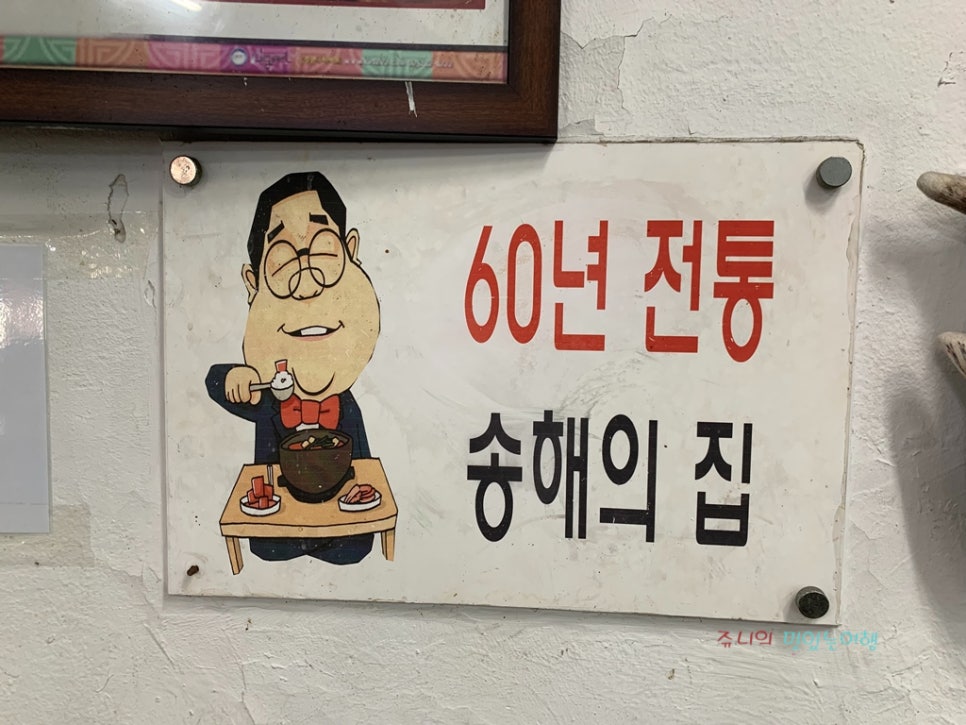 60년 전통
송해의 집
쥬니의